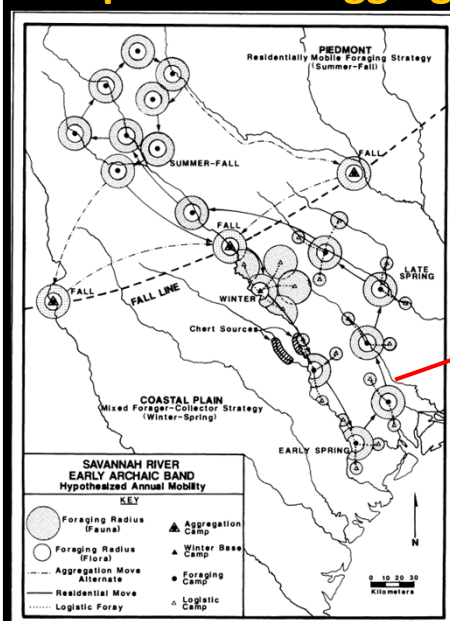 PIEDMONT
Residentially Mobile Foraging Strategy
(Summer-Fall)
FALL
SUMMER-FALL
FALL
LATE
SPRING
FALL
FALL LINE
WINTER
Chert Sources
COASTAL PLAIN
Mixed Forager-Collector Strategy
(Winter-Spring)
EARLY SPRING
SAVANNAH RIVER
EARLY ARCHAIC BAND
Hypothesized Annual Mobility
KEY
Foraging Radius
(Fauna)
Aggregation
Camp
Foraging Radius
(Flora)
Winter Base
Camp
Aggregation Move
Alternate
Foraging
Camp
Residential Move
Logistic Foray
Logistic
Camp
N
0 10 20 30
Kilometers